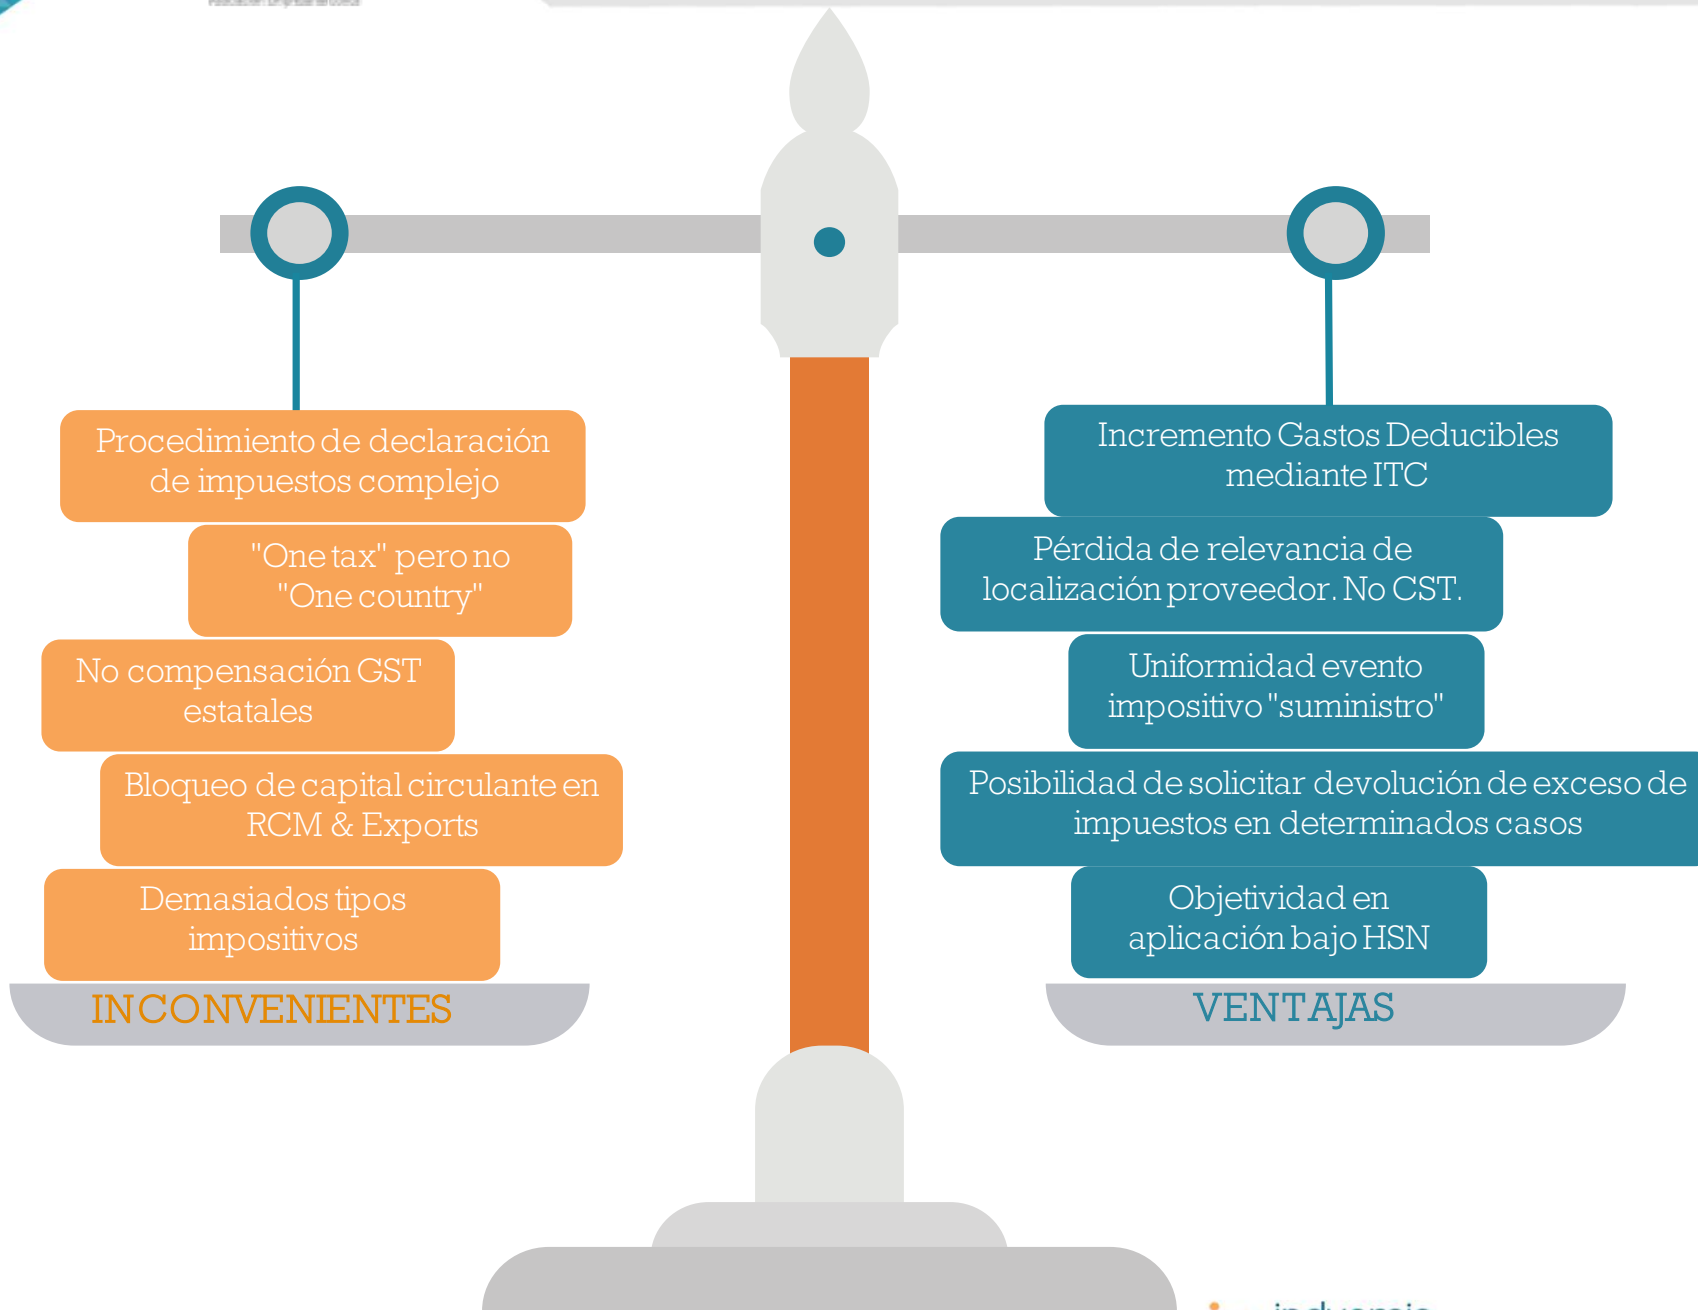 Procedimiento de declaración
de impuestos complejo
"One tax" pero no
"One country"
No compensación GST
estatales
Bloqueo de capital circulante en
RCM & Exports
Demasiados tipos
impositivos
INCONVENIENTES
Incremento Gastos Deducibles
mediante ITC
Pérdida de relevancia de
localización proveedor. No CST.
Uniformidad evento
impositivo "suministro"
Posibilidad de solicitar devolución de exceso de
impuestos en determinados casos
Objetividad en
aplicación bajo HSN
VENTAJAS